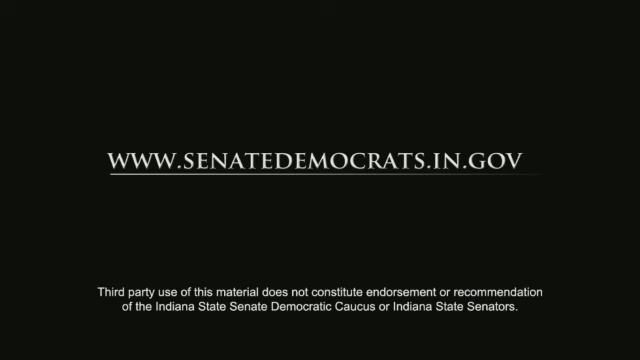 WWW.SENATEDEMOCRATS.IN.GOV
Third party use of this material does not constitute endorsement or recommendation
of the Indiana State Senate Democratic Caucus or Indiana State Senators.